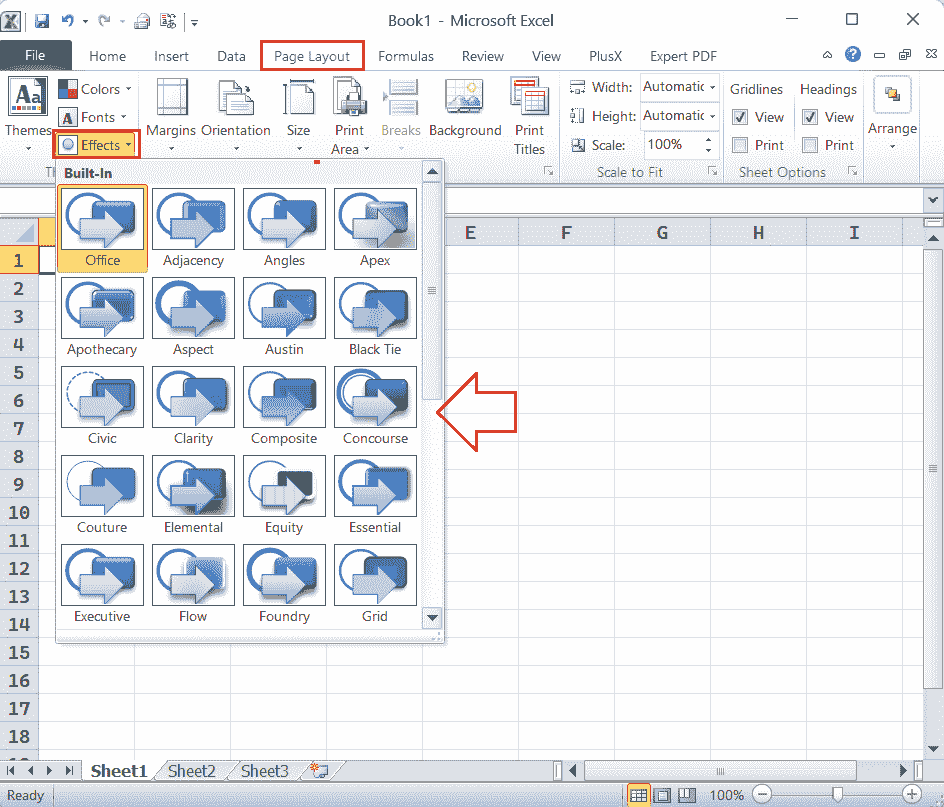 Book1 - Microsoft Excel
File Home Insert Data Page Layout Formulas Review View PlusX Expert PDF
Aa Themes
Colors
A Fonts
Effects
Margins Orientation Size Print Area Breaks Background Print Titles
Width: Automatic
Height: Automatic
Scale: 100%
Scale to Fit
Gridlines
View
Print
Headings
View
Print
Sheet Options
Arrange
Th
Built-In
Office Adjacency Angles Apex
Apothecary Aspect Austin Black Tie
Civic Clarity Composite Concourse
Couture Elemental Equity Essential
Executive Flow Foundry Grid
E F G H I
1
2
3
4
5
6
7
8
9
10
11
12
13
14
15
16
17
18
Sheet1 Sheet2 Sheet3
Ready 100%